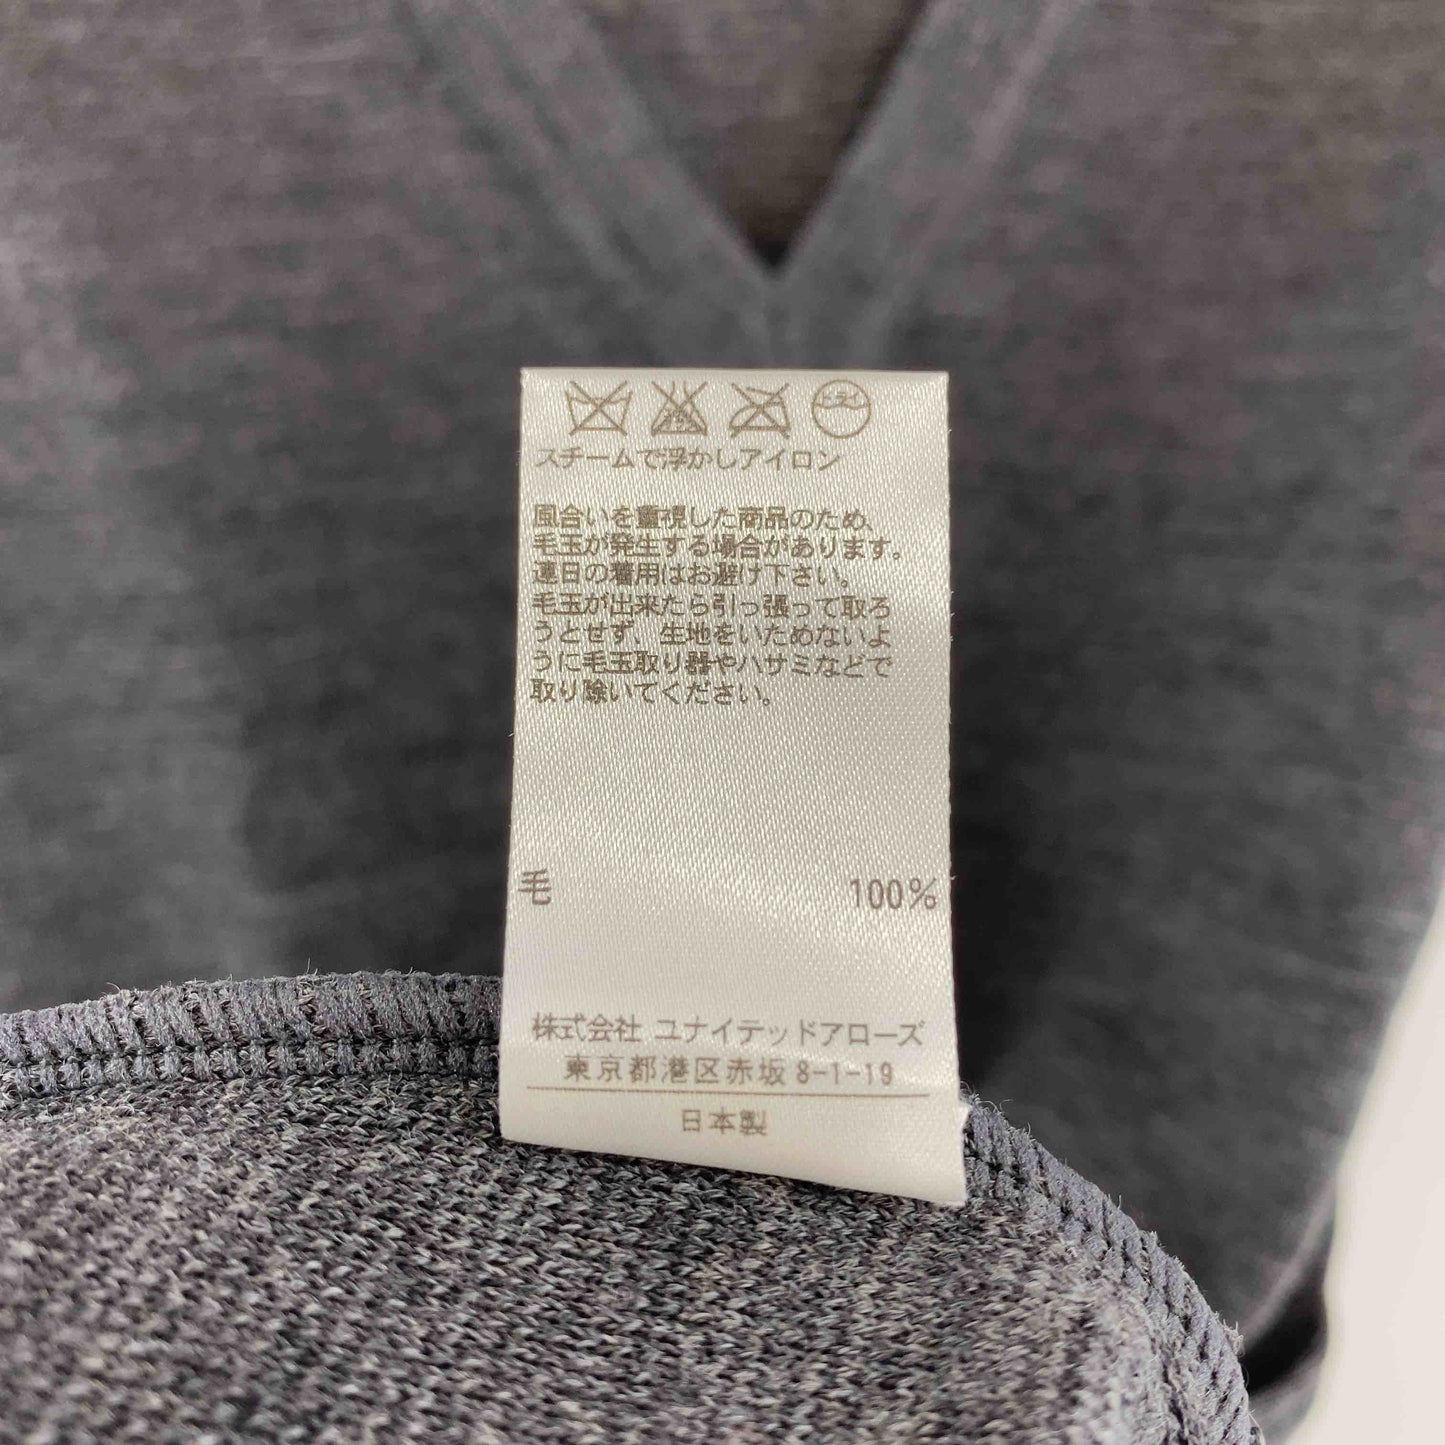 スチームで浮かしアイロン
風合いを重視した商品のため、
毛玉が発生する場合があります。
連日の着用はお避け下さい。
毛玉が出来たら引っ張って取ろ
うとせず、生地をいためないよ
うに毛玉取り器やハサミなどで
取り除いてください。
毛 100%
株式会社 ユナイテッドアローズ
東京都港区赤坂 8-1-19
日本製